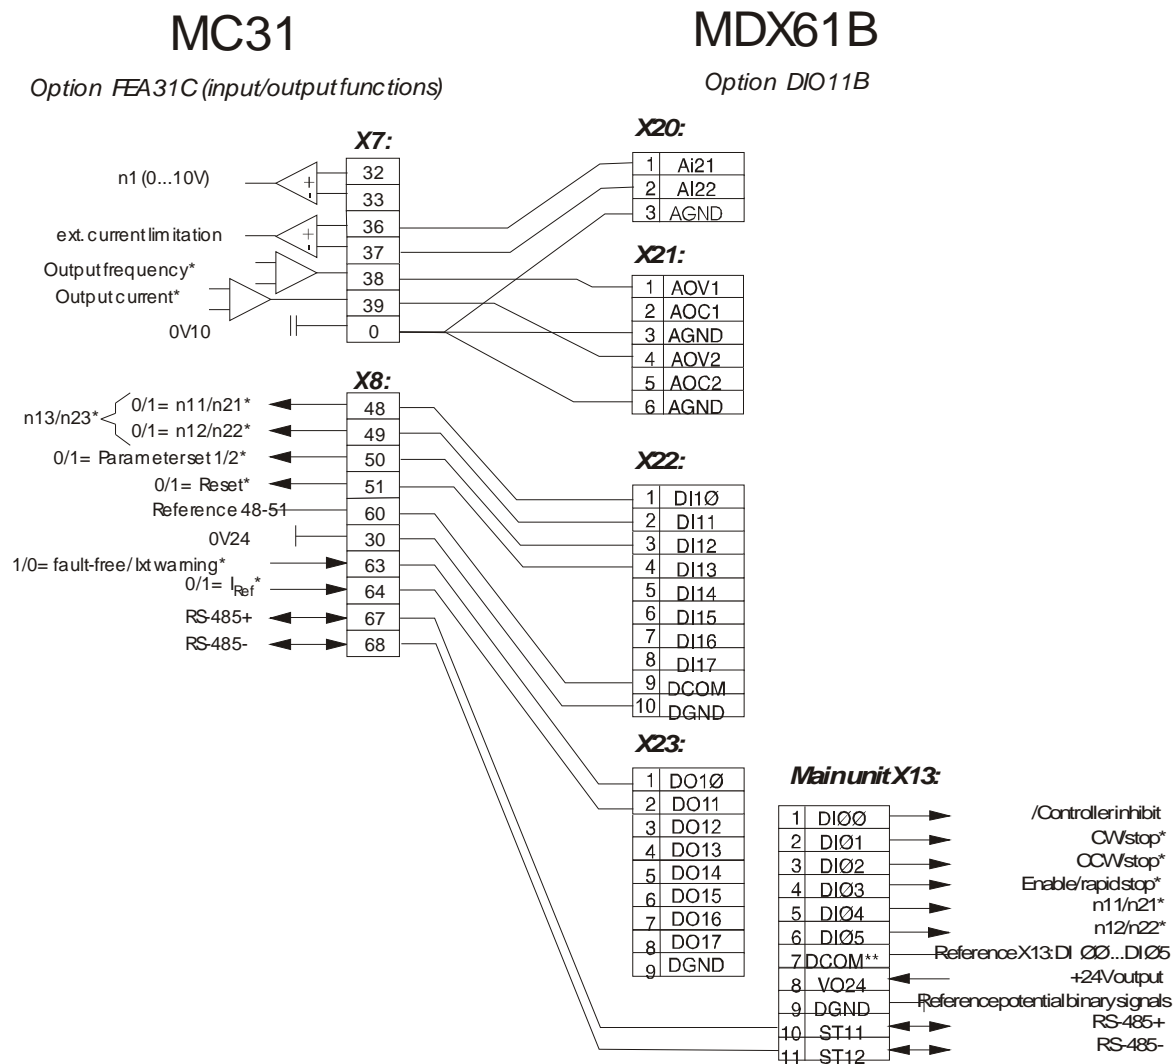 MC31
MDX61B
Option FEA31C (input/output functions)
Option DIO11B
X7:
n1 (0...10V)
ext. current limitation
Output frequency*
Output current*
0V10
32
33
36
37
38
39
0
X8:
n13/n23*
0/1= n11/n21*
0/1= n12/n22*
0/1= Parameter set 1/2*
0/1= Reset*
Reference 48-51
0V24
1/0= fault-free/ Ixt warning*
0/1= IRef*
RS-485+
RS-485-
48
49
50
51
60
30
63
64
67
68
X20:
1 Ai21
2 AI22
3 AGND
X21:
1 AOV1
2 AOC1
3 AGND
4 AOV2
5 AOC2
6 AGND
X22:
1 DI1Ø
2 DI11
3 DI12
4 DI13
5 DI14
6 DI15
7 DI16
8 DI17
9 DCOM
10 DGND
X23:
1 DO1Ø
2 DO11
3 DO12
4 DO13
5 DO14
6 DO15
7 DO16
8 DO17
9 DGND
Main unit X13:
1 DIØØ /Controller inhibit
2 DIØ1 CW/stop*
3 DIØ2 CCW/stop*
4 DIØ3 Enable/rapid stop*
5 DIØ4 n11/n21*
6 DIØ5 n12/n22*
7 DCOM** Reference X13: DI ØØ...DIØ5
8 VO24 +24V output
9 DGND Reference potential binary signals
10 ST11 RS-485+
11 ST12 RS-485-